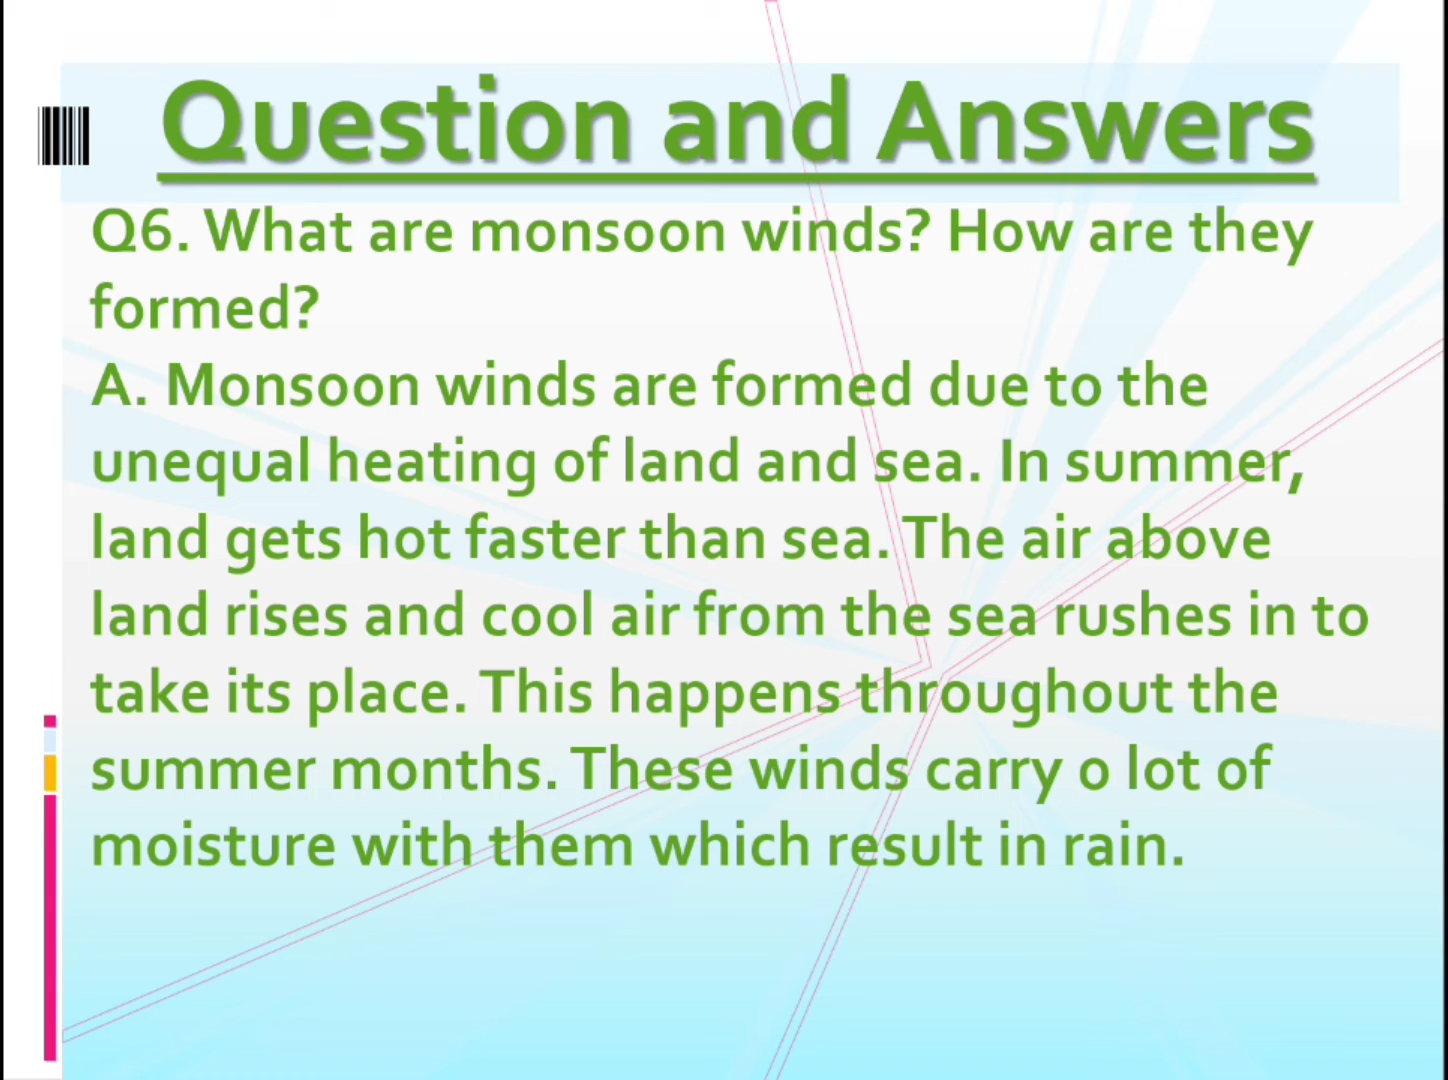 Question and Answers
Q6. What are monsoon winds? How are they
formed?
A. Monsoon winds are formed due to the
unequal heating of land and sea. In summer,
land gets hot faster than sea. The air above
land rises and cool air from the sea rushes in to
take its place. This happens throughout the
summer months. These winds carry o lot of
moisture with them which result in rain.